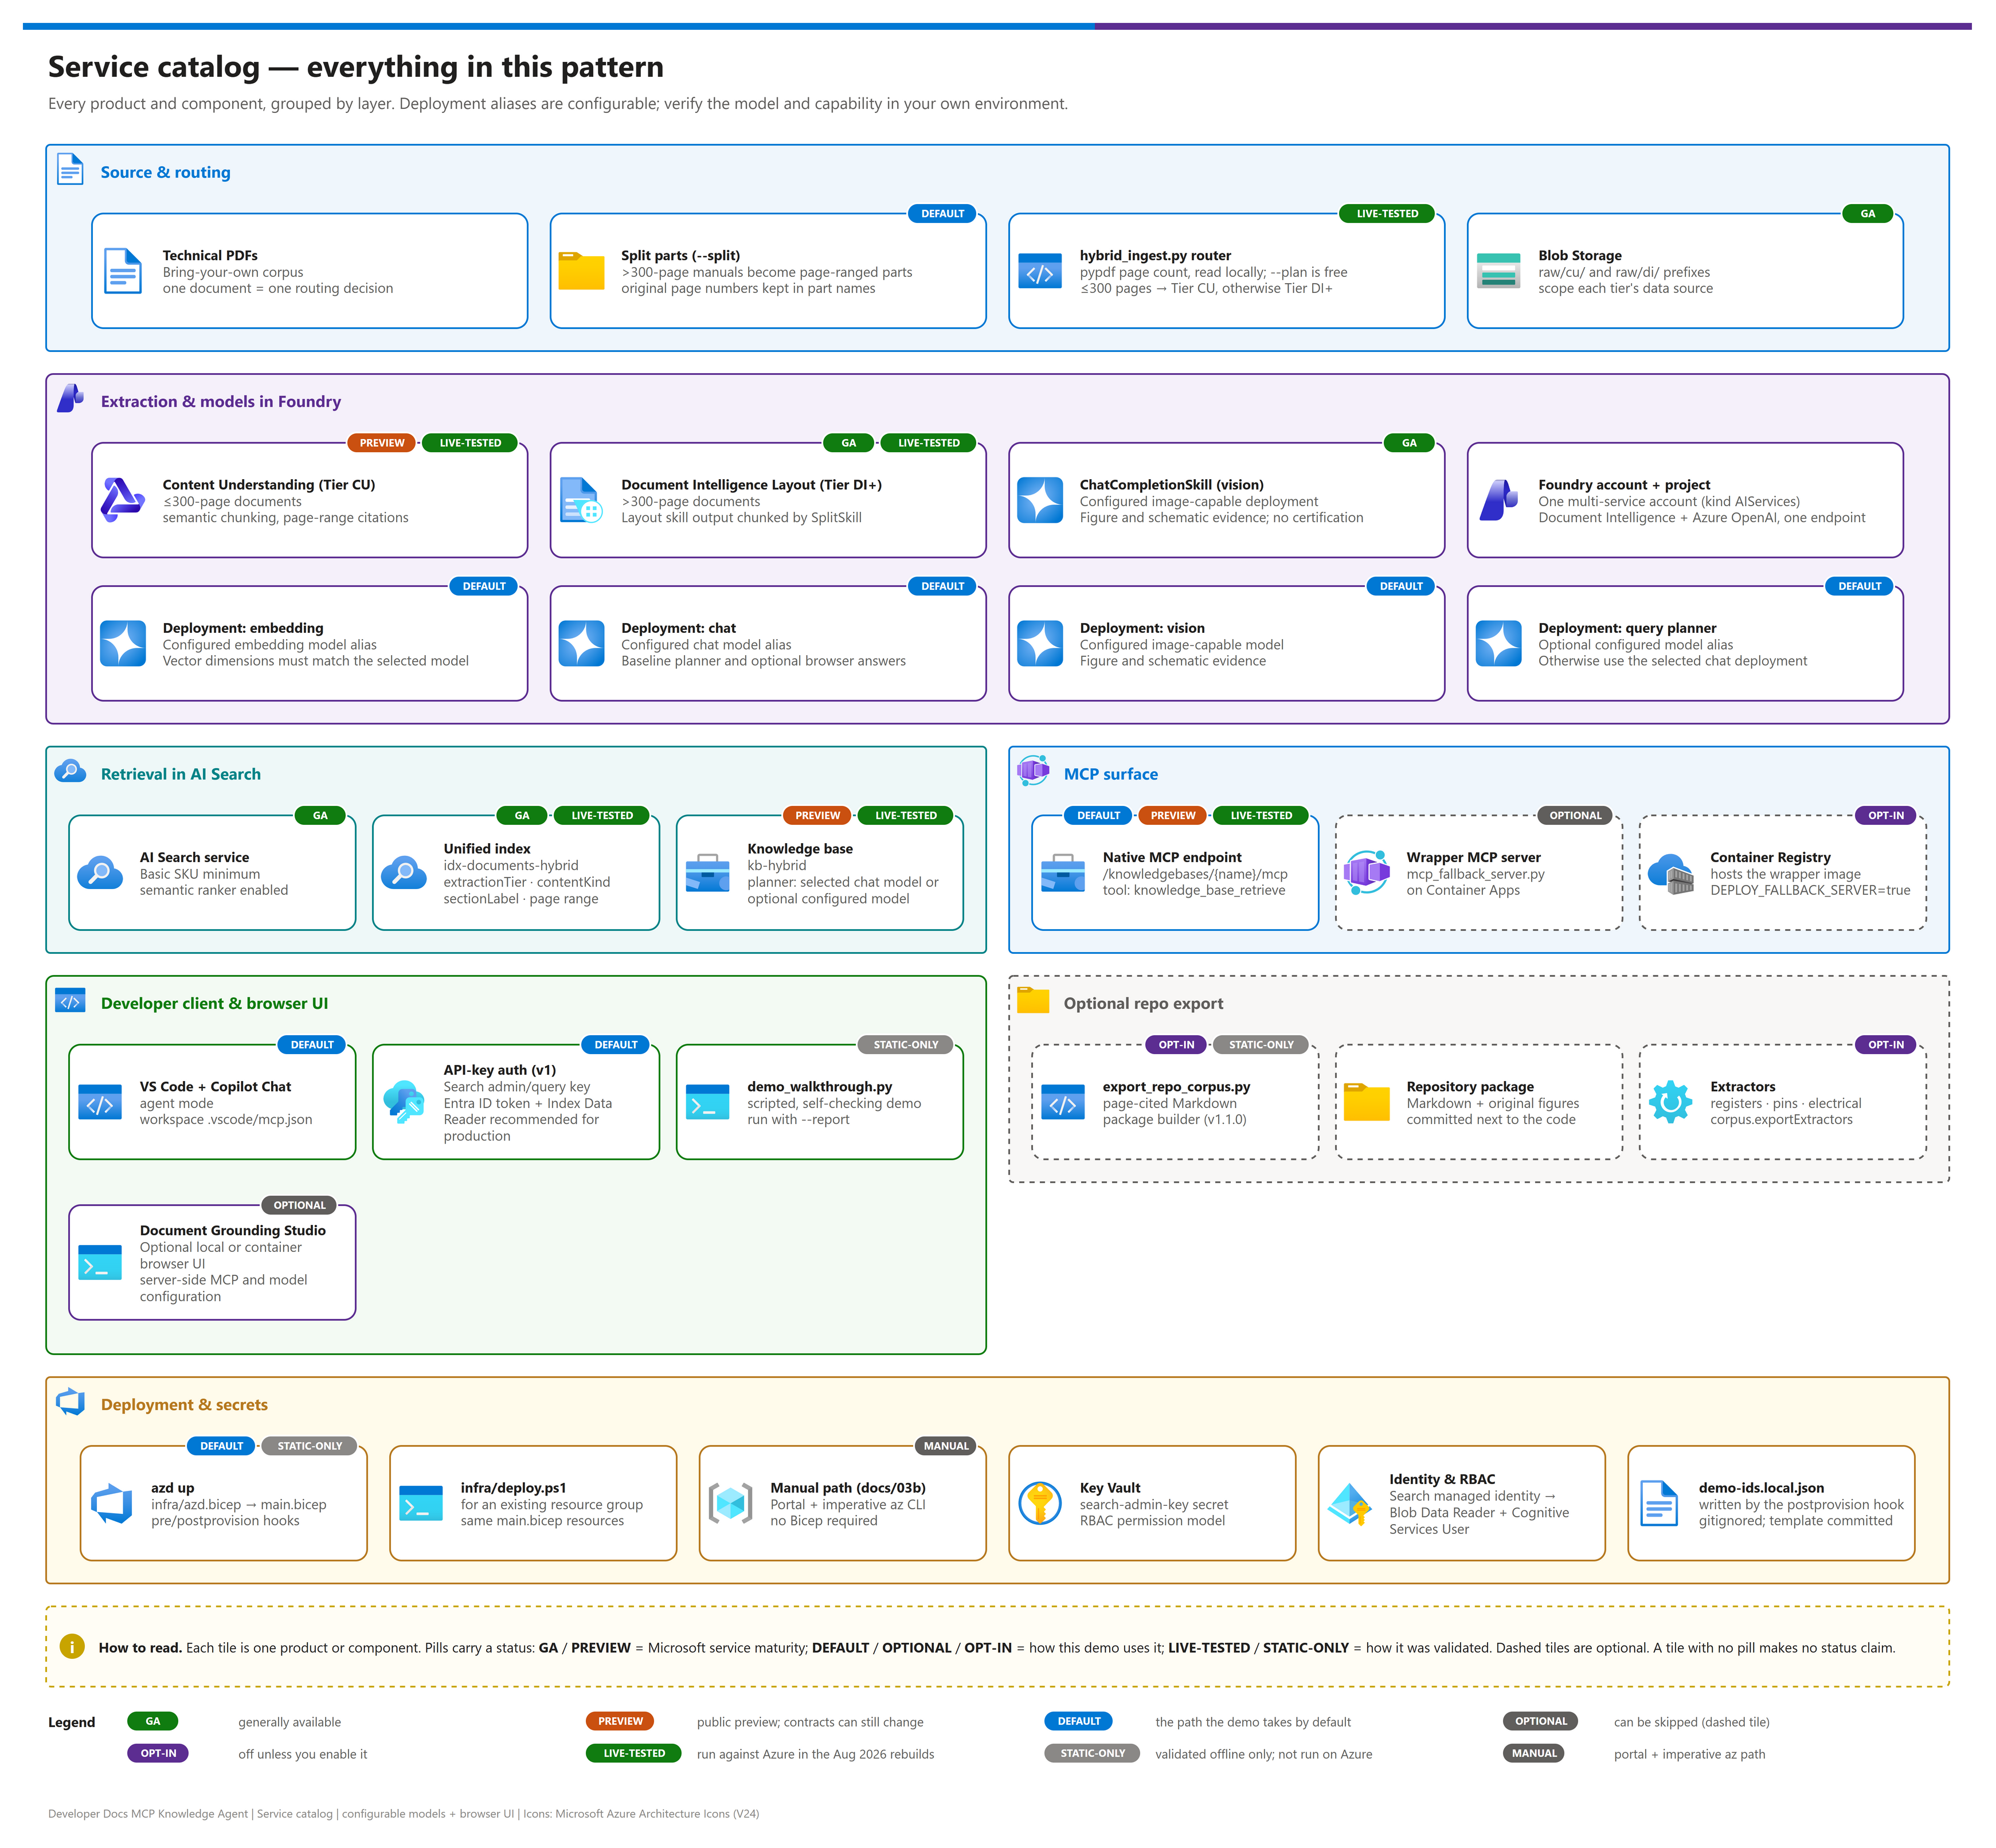 Service catalog — everything in this pattern
Every product and component, grouped by layer. Deployment aliases are configurable; verify the model and capability in your own environment.
Source & routing
Technical PDFs
Bring-your-own corpus
one document = one routing decision
DEFAULT
Split parts (--split)
>300-page manuals become page-ranged parts
original page numbers kept in part names
LIVE-TESTED
hybrid_ingest.py router
pypdf page count, read locally; --plan is free
≤300 pages → Tier CU, otherwise Tier DI+
GA
Blob Storage
raw/cu/ and raw/di/ prefixes
scope each tier's data source
Extraction & models in Foundry
PREVIEW
LIVE-TESTED
Content Understanding (Tier CU)
≤300-page documents
semantic chunking, page-range citations
GA
LIVE-TESTED
Document Intelligence Layout (Tier DI+)
>300-page documents
Layout skill output chunked by SplitSkill
GA
ChatCompletionSkill (vision)
Configured image-capable deployment
Figure and schematic evidence; no certification
Foundry account + project
One multi-service account (kind AIServices)
Document Intelligence + Azure OpenAI, one endpoint
DEFAULT
Deployment: embedding
Configured embedding model alias
Vector dimensions must match the selected model
DEFAULT
Deployment: chat
Configured chat model alias
Baseline planner and optional browser answers
DEFAULT
Deployment: vision
Configured image-capable model
Figure and schematic evidence
DEFAULT
Deployment: query planner
Optional configured model alias
Otherwise use the selected chat deployment
Retrieval in AI Search
GA
AI Search service
Basic SKU minimum
semantic ranker enabled
GA
LIVE-TESTED
Unified index
idx-documents-hybrid
extractionTier · contentKind
sectionLabel · page range
PREVIEW
LIVE-TESTED
Knowledge base
kb-hybrid
planner: selected chat model or
optional configured model
MCP surface
DEFAULT
PREVIEW
LIVE-TESTED
Native MCP endpoint
/knowledgebases/{name}/mcp
tool: knowledge_base_retrieve
OPTIONAL
Wrapper MCP server
mcp_fallback_server.py
on Container Apps
OPT-IN
Container Registry
hosts the wrapper image
DEPLOY_FALLBACK_SERVER=true
Developer client & browser UI
DEFAULT
VS Code + Copilot Chat
agent mode
workspace .vscode/mcp.json
DEFAULT
API-key auth (v1)
Search admin/query key
Entra ID token + Index Data
Reader recommended for
production
STATIC-ONLY
demo_walkthrough.py
scripted, self-checking demo
run with --report
OPTIONAL
Document Grounding Studio
Optional local or container
browser UI
server-side MCP and model
configuration
Optional repo export
OPT-IN
STATIC-ONLY
export_repo_corpus.py
page-cited Markdown
package builder (v1.1.0)
Repository package
Markdown + original figures
committed next to the code
OPT-IN
Extractors
registers · pins · electrical
corpus.exportExtractors
Deployment & secrets
DEFAULT
STATIC-ONLY
azd up
infra/azd.bicep → main.bicep
pre/postprovision hooks
infra/deploy.ps1
for an existing resource group
same main.bicep resources
MANUAL
Manual path (docs/03b)
Portal + imperative az CLI
no Bicep required
Key Vault
search-admin-key secret
RBAC permission model
Identity & RBAC
Search managed identity →
Blob Data Reader + Cognitive
Services User
demo-ids.local.json
written by the postprovision hook
gitignored; template committed
How to read. Each tile is one product or component. Pills carry a status: GA / PREVIEW = Microsoft service maturity; DEFAULT / OPTIONAL / OPT-IN = how this demo uses it; LIVE-TESTED / STATIC-ONLY = how it was validated. Dashed tiles are optional. A tile with no pill makes no status claim.
Legend
GA generally available
PREVIEW public preview; contracts can still change
DEFAULT the path the demo takes by default
OPTIONAL can be skipped (dashed tile)
OPT-IN off unless you enable it
LIVE-TESTED run against Azure in the Aug 2026 rebuilds
STATIC-ONLY validated offline only; not run on Azure
MANUAL portal + imperative az path
Developer Docs MCP Knowledge Agent | Service catalog | configurable models + browser UI | Icons: Microsoft Azure Architecture Icons (V24)